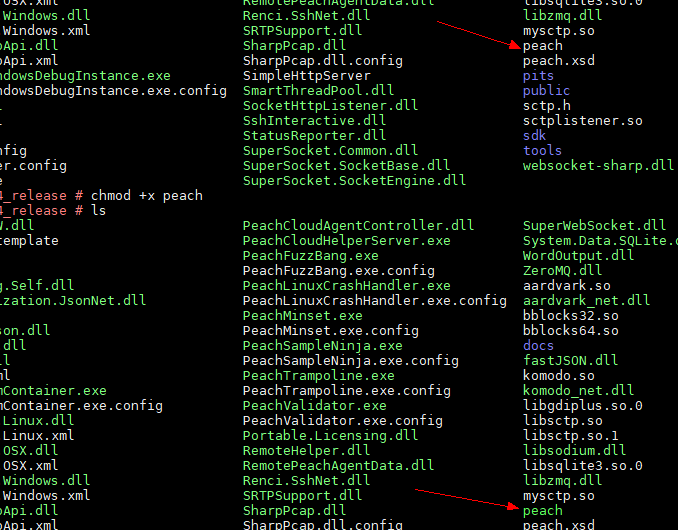 OSX.xml RemotePeachAgentData.dll libsqlite3.so.0
Windows.dll Renci.SshNet.dll libzmq.dll
Windows.xml SRTPSupport.dll mysctp.so
oApi.dll SharpPcap.dll peach
oApi.xml SharpPcap.dll.config peach.xsd
ndowsDebugInstance.exe SimpleHttpServer pits
ndowsDebugInstance.exe.config SmartThreadPool.dll public
SocketHttpListener.dll sctp.h
SshInteractive.dll sctplistener.so
StatusReporter.dll sdk
nfig SuperSocket.Common.dll tools
er.config SuperSocket.SocketBase.dll websocket-sharp.dll
e SuperSocket.SocketEngine.dll
4_release # chmod +x peach
4_release # ls
W.dll PeachCloudAgentController.dll SuperWebSocket.dll
template PeachCloudHelperServer.exe System.Data.SQLite.
PeachFuzzBang.exe WordOutput.dll
PeachFuzzBang.exe.config ZeroMQ.dll
g.Self.dll PeachLinuxCrashHandler.exe aardvark.so
ization.JsonNet.dll PeachLinuxCrashHandler.exe.config aardvark_net.dll
PeachMinset.exe bblocks32.so
son.dll PeachMinset.exe.config bblocks64.so
.dll PeachSampleNinja.exe docs
ll PeachSampleNinja.exe.config fastJSON.dll
ml PeachTrampoline.exe komodo.so
mContainer.exe PeachTrampoline.exe.config komodo_net.dll
mContainer.exe.config PeachValidator.exe libgdiplus.so.0
Linux.dll PeachValidator.exe.config libsctp.so
Linux.xml Portable.Licensing.dll libsctp.so.1
OSX.dll RemoteHelper.dll libsodium.dll
OSX.xml RemotePeachAgentData.dll libsqlite3.so.0
Windows.dll Renci.SshNet.dll libzmq.dll
Windows.xml SRTPSupport.dll mysctp.so
oApi.dll SharpPcap.dll peach
oApi.xml SharpPcap.dll.config peach.xsd